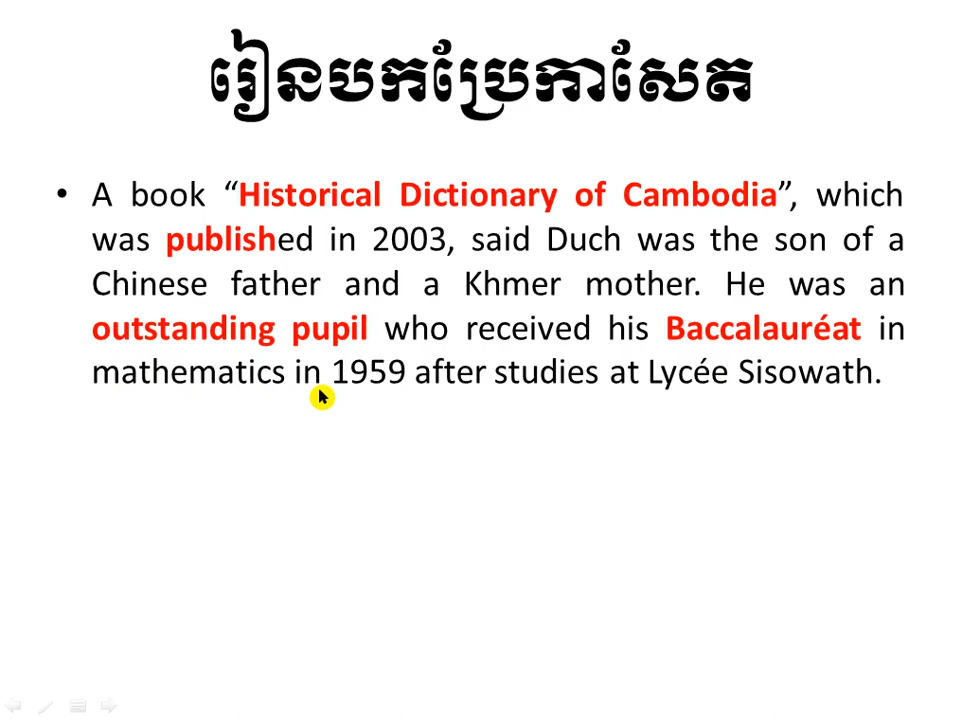 រៀនបកប្រែកាសែត
• A book “Historical Dictionary of Cambodia”, which
was published in 2003, said Duch was the son of a
Chinese father and a Khmer mother. He was an
outstanding pupil who received his Baccalauréat in
mathematics in 1959 after studies at Lycée Sisowath.